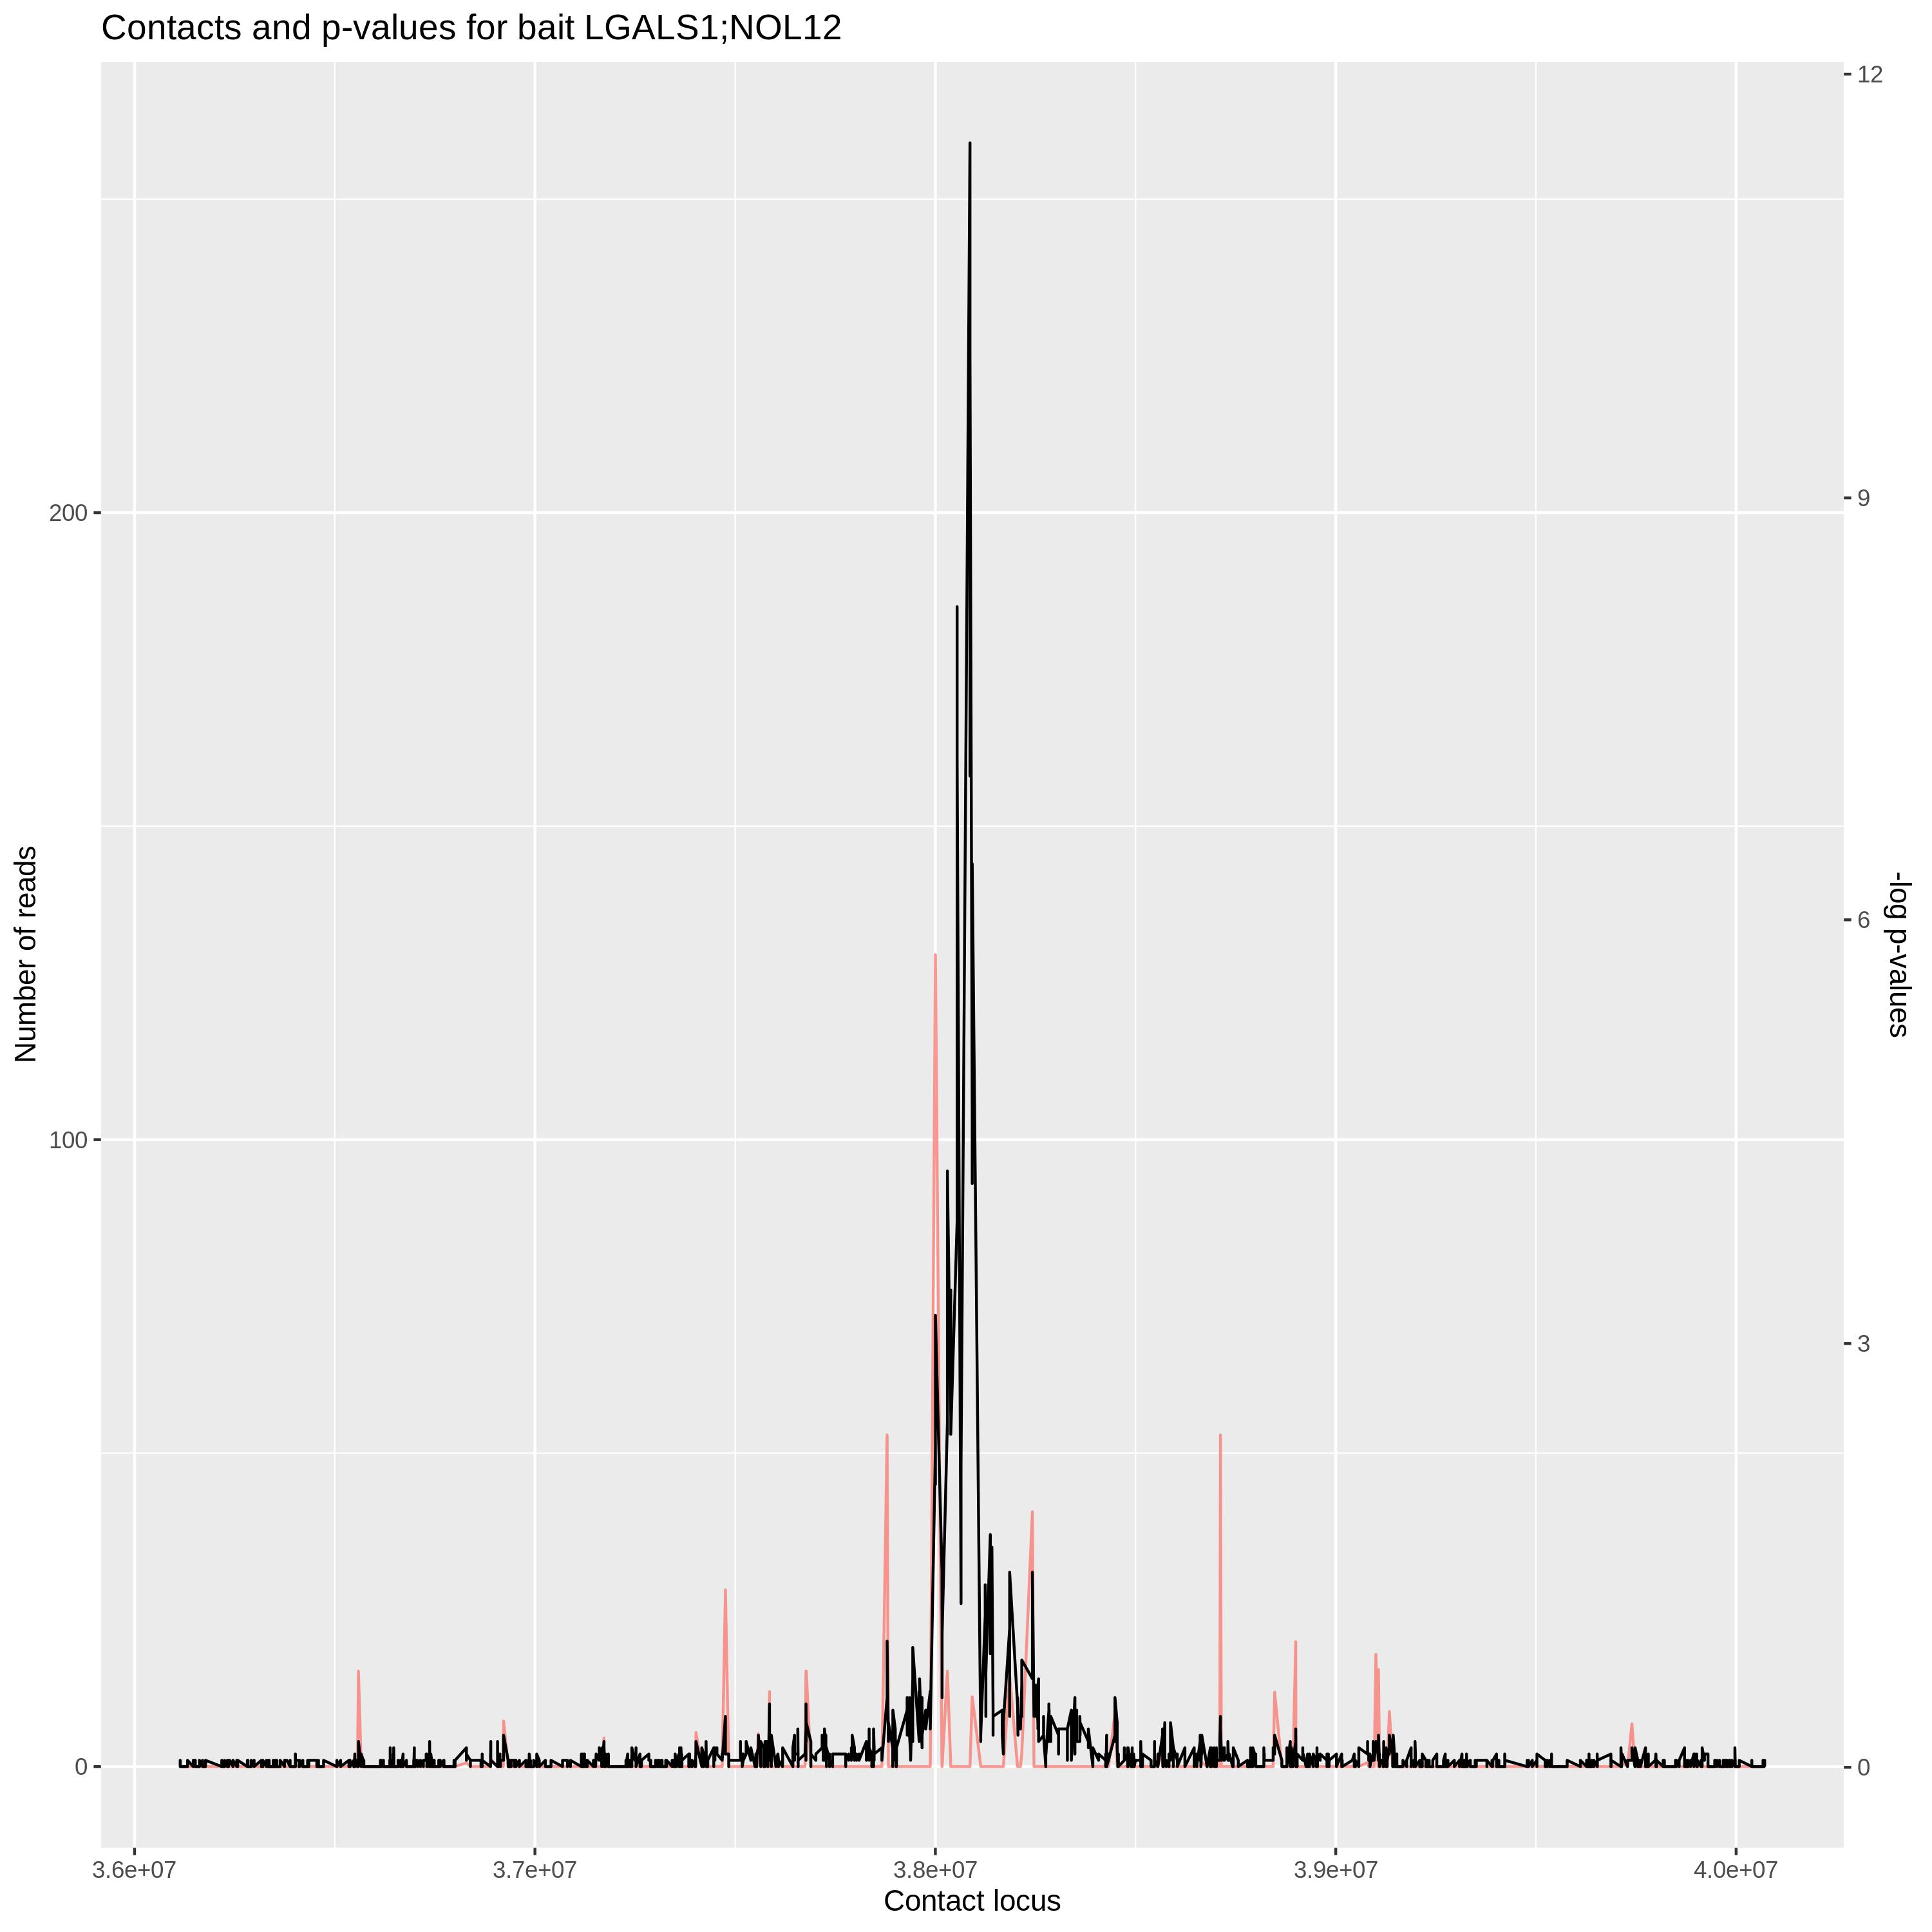 Contacts and p-values for bait LGALS1;NOL12
12
9
6
3
0
-log p-values
200
100
0
Number of reads
3.6e+07 3.7e+07 3.8e+07 3.9e+07 4.0e+07
Contact locus